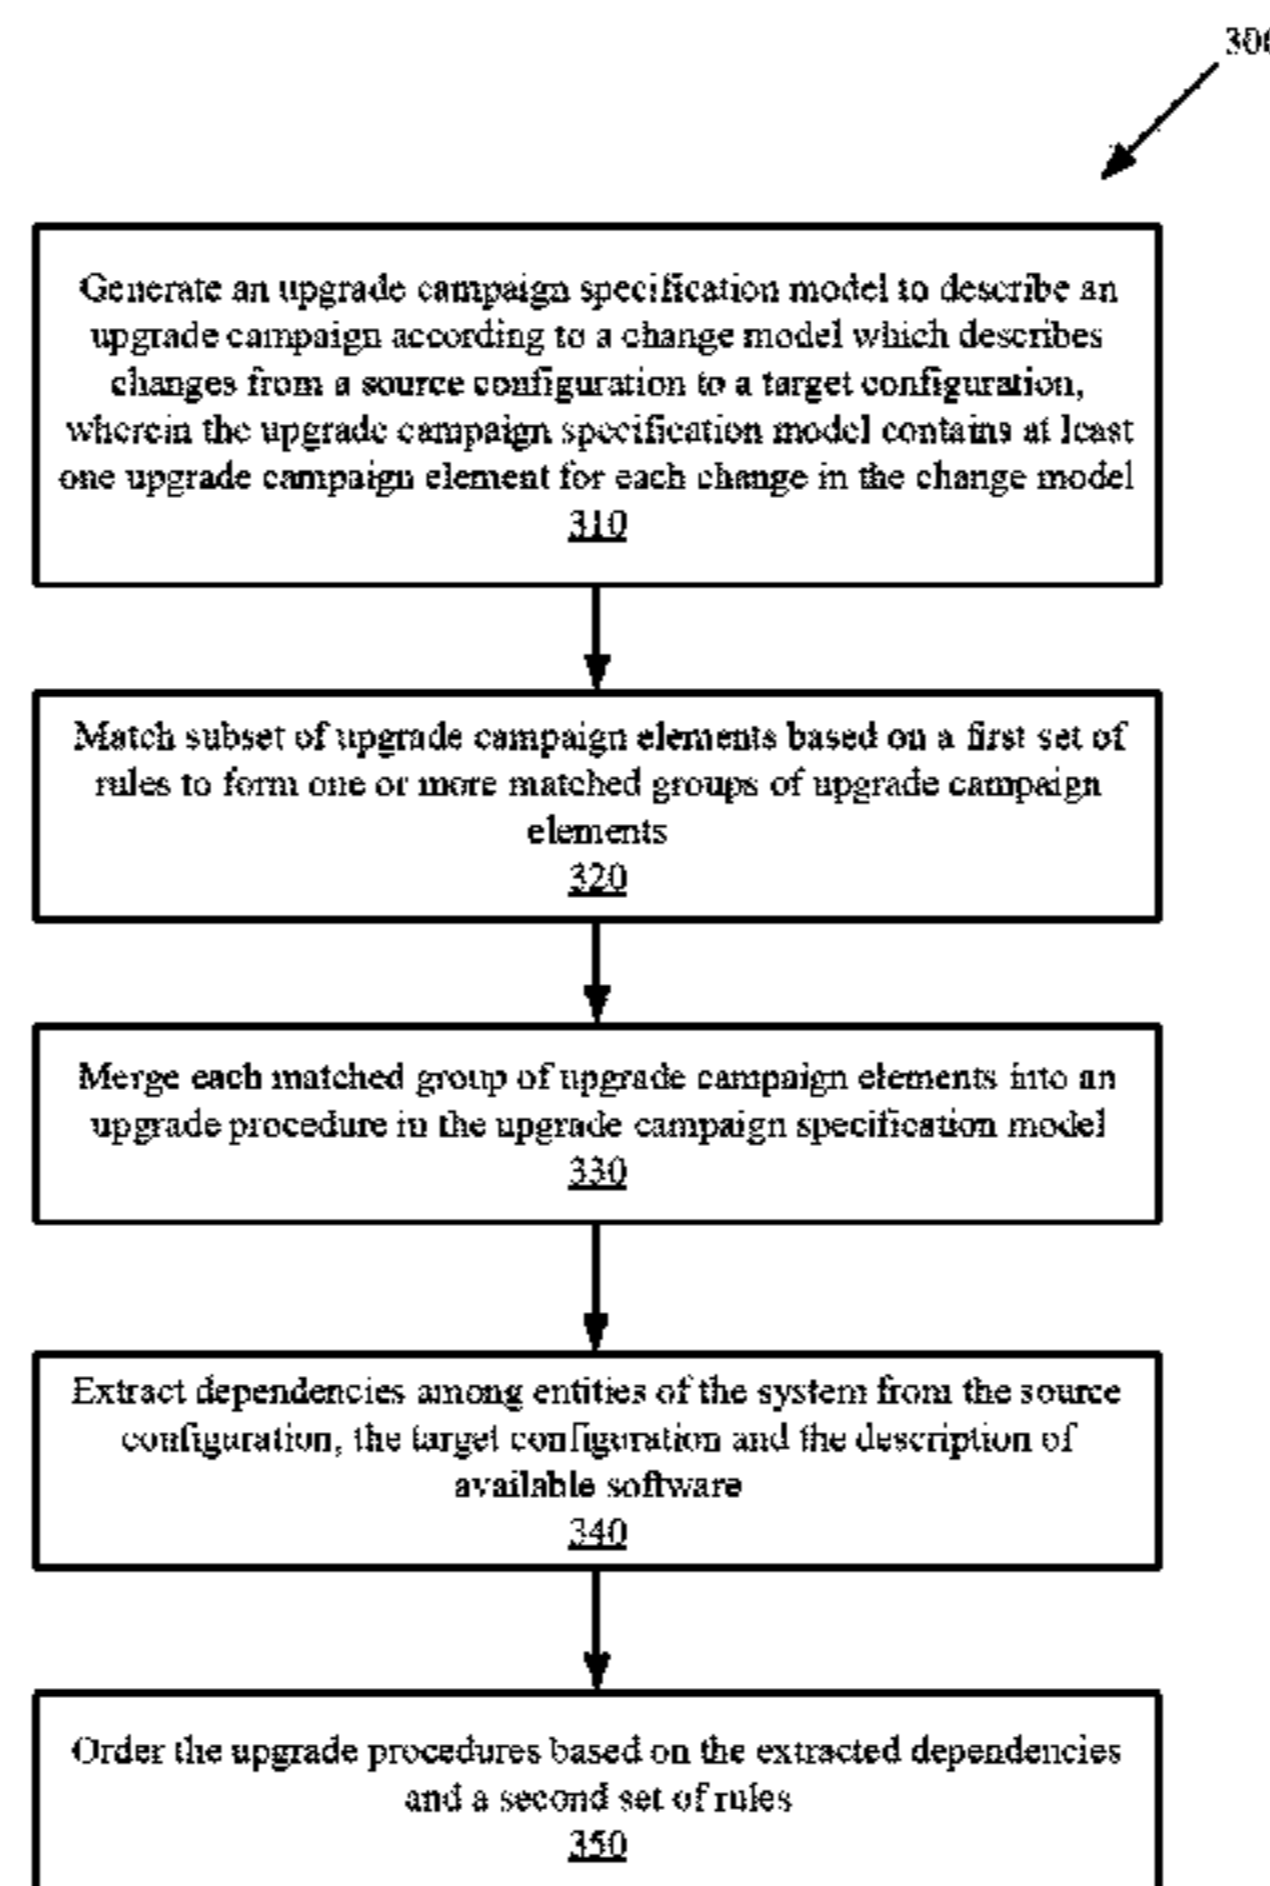 300
Generate an upgrade campaign specification model to describe an
upgrade campaign according to a change model which describes
changes from a source configuration to a target configuration,
wherein the upgrade campaign specification model contains at least
one upgrade campaign element for each change in the change model
310
Match subset of upgrade campaign elements based on a first set of
rules to form one or more matched groups of upgrade campaign
elements
320
Merge each matched group of upgrade campaign elements into an
upgrade procedure in the upgrade campaign specification model
330
Extract dependencies among entities of the system from the source
configuration, the target configuration and the description of
available software
340
Order the upgrade procedures based on the extracted dependencies
and a second set of rules
350